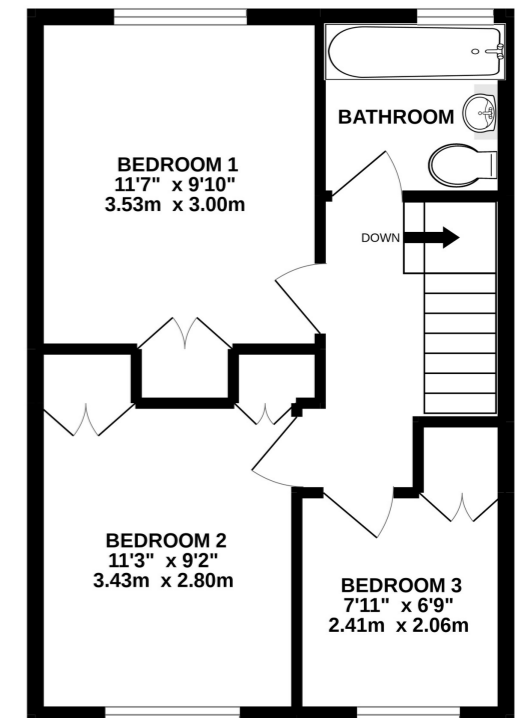 BATHROOM
BEDROOM 1
11'7" x 9'10"
3.53m x 3.00m
DOWN
BEDROOM 2
11'3" x 9'2"
3.43m x 2.80m
BEDROOM 3
7'11" x 6'9"
2.41m x 2.06m